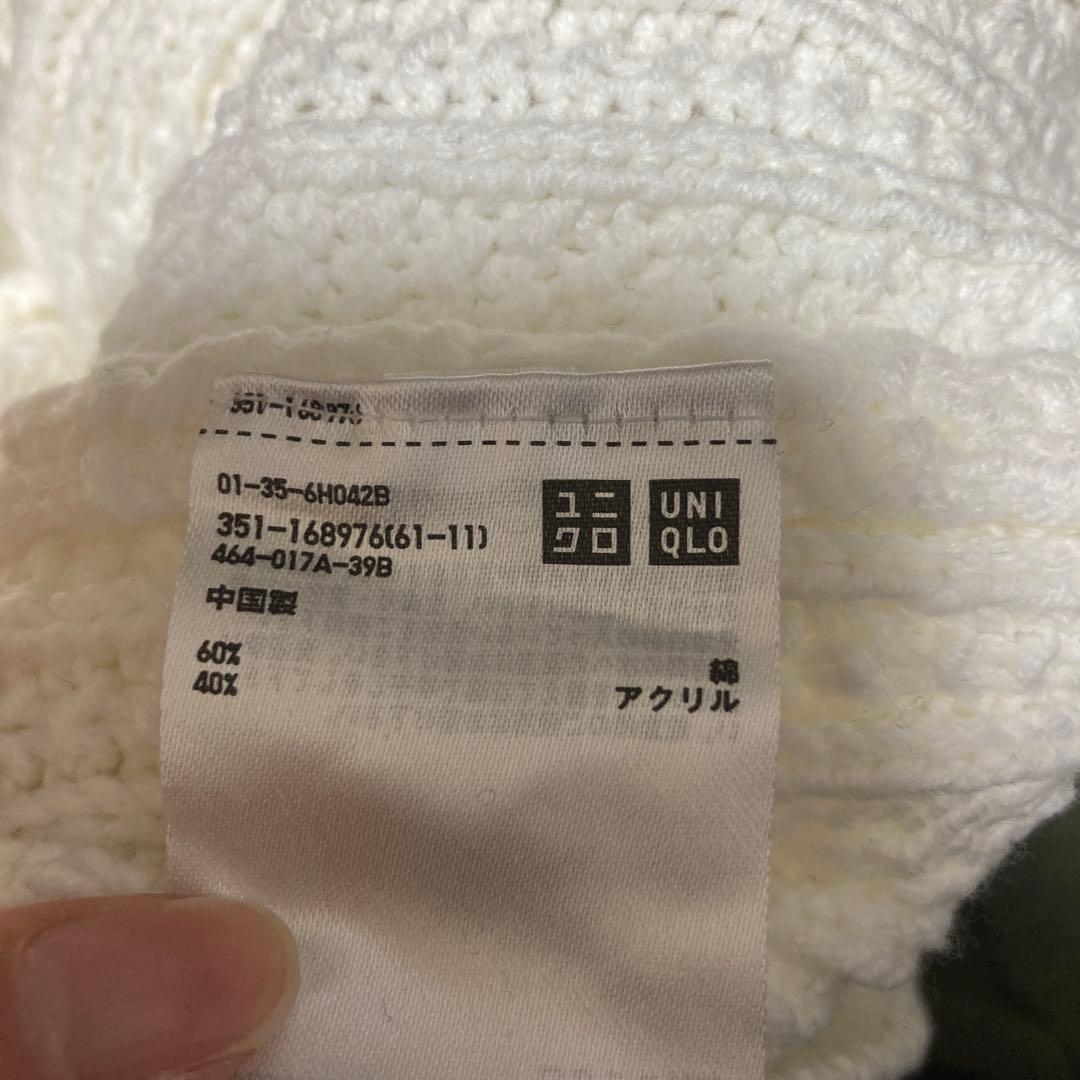 01-35-6H042B
351-168976(61-11)
464-017A-39B
ユニ
クロ
UNI
QLO
中国製
60% 綿
40% アクリル